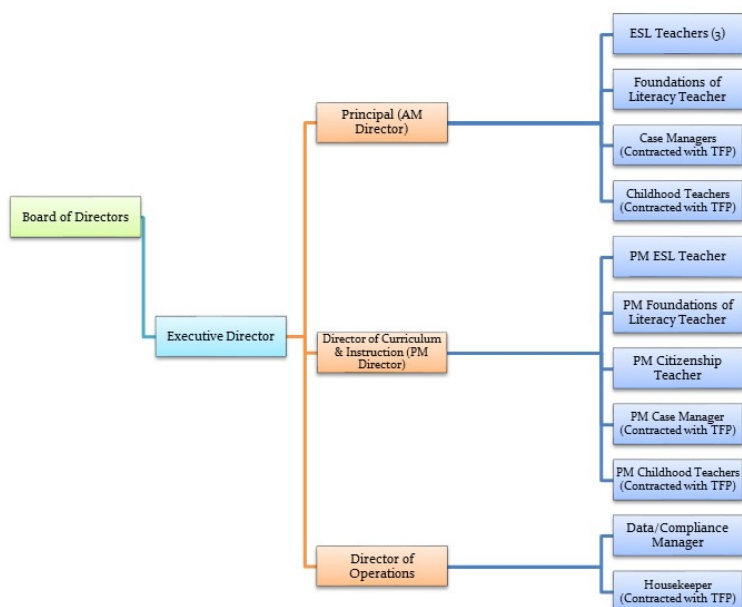 Board of Directors
Executive Director
Principal (AM
Director)
ESL Teachers (3)
Foundations of
Literacy Teacher
Case Managers
(Contracted with TFP)
Childhood Teachers
(Contracted with TFP)
Director of Curriculum
& Instruction (PM
Director)
PM ESL Teacher
PM Foundations of
Literacy Teacher
PM Citizenship
Teacher
PM Case Manager
(Contracted with TFP)
PM Childhood Teachers
(Contracted with TFP)
Director of
Operations
Data/Compliance
Manager
Housekeeper
(Contracted with TFP)